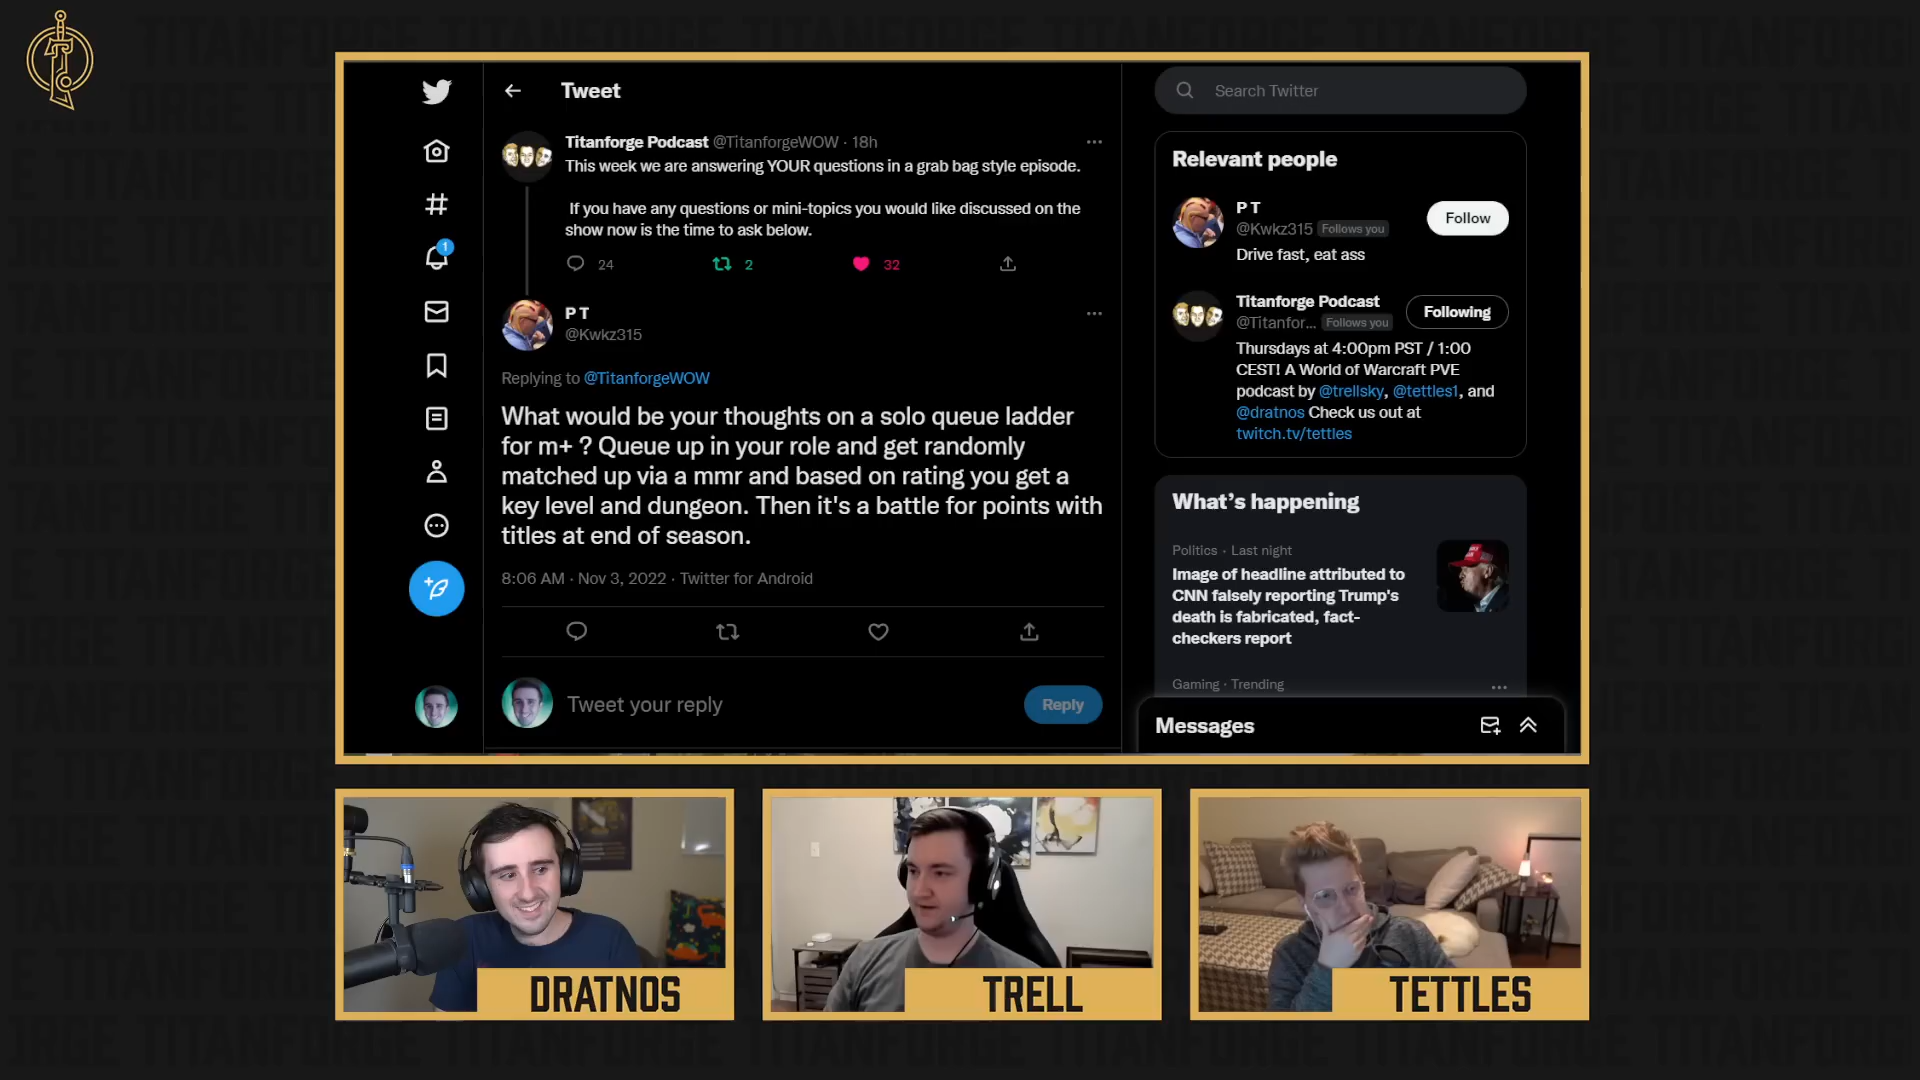 Tweet
Titanforge Podcast @TitanforgeWOW · 18h
This week we are answering YOUR questions in a grab bag style episode.
If you have any questions or mini-topics you would like discussed on the
show now is the time to ask below.
24 2 32
P T
@Kwkz315
Replying to @TitanforgeWOW
What would be your thoughts on a solo queue ladder
for m+ ? Queue up in your role and get randomly
matched up via a mmr and based on rating you get a
key level and dungeon. Then it's a battle for points with
titles at end of season.
8:06 AM · Nov 3, 2022 · Twitter for Android
Tweet your reply
Reply
1
Search Twitter
Relevant people
P T
@Kwkz315 Follows you
Follow
Drive fast, eat ass
Titanforge Podcast
@Titanfor... Follows you
Following
Thursdays at 4:00pm PST / 1:00
CEST! A World of Warcraft PVE
podcast by @trellsky, @tettles1, and
@dratnos Check us out at
twitch.tv/tettles
What's happening
Politics · Last night
Image of headline attributed to
CNN falsely reporting Trump's
death is fabricated, fact-
checkers report
Gaming · Trending
Messages
DRATNOS
TRELL
TETTLES